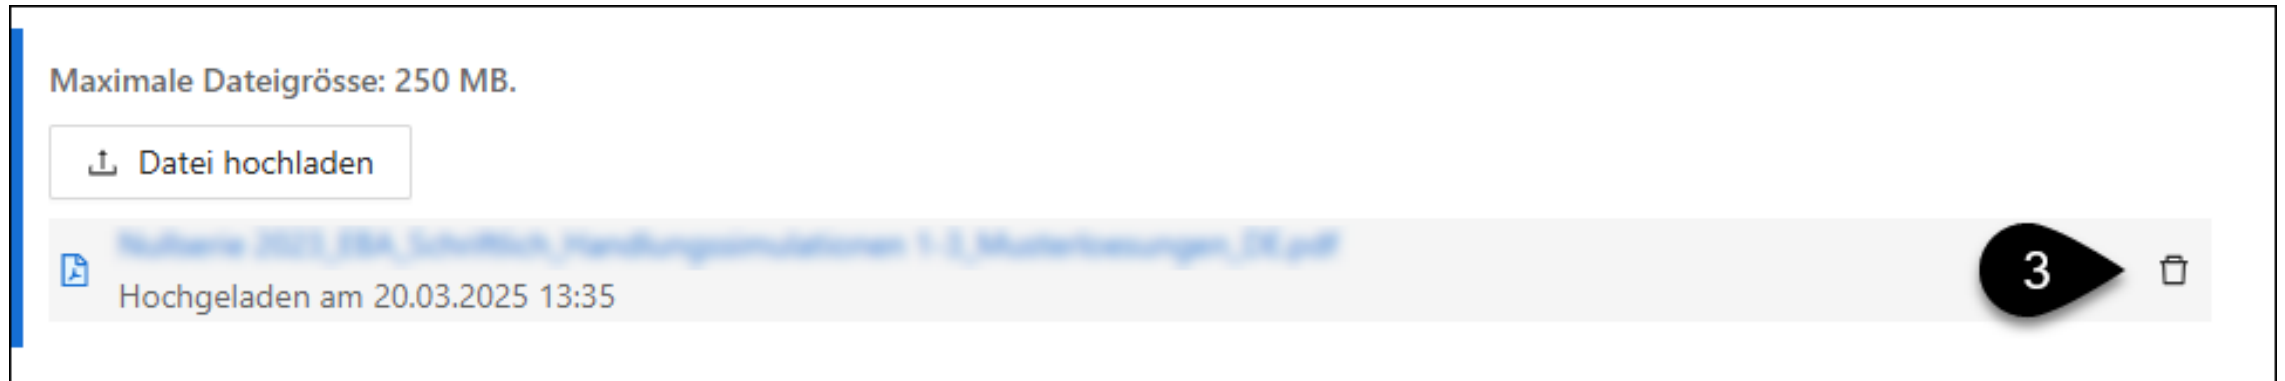 Maximale Dateigrösse: 250 MB.
Datei hochladen
Hochgeladen am 20.03.2025 13:35
3